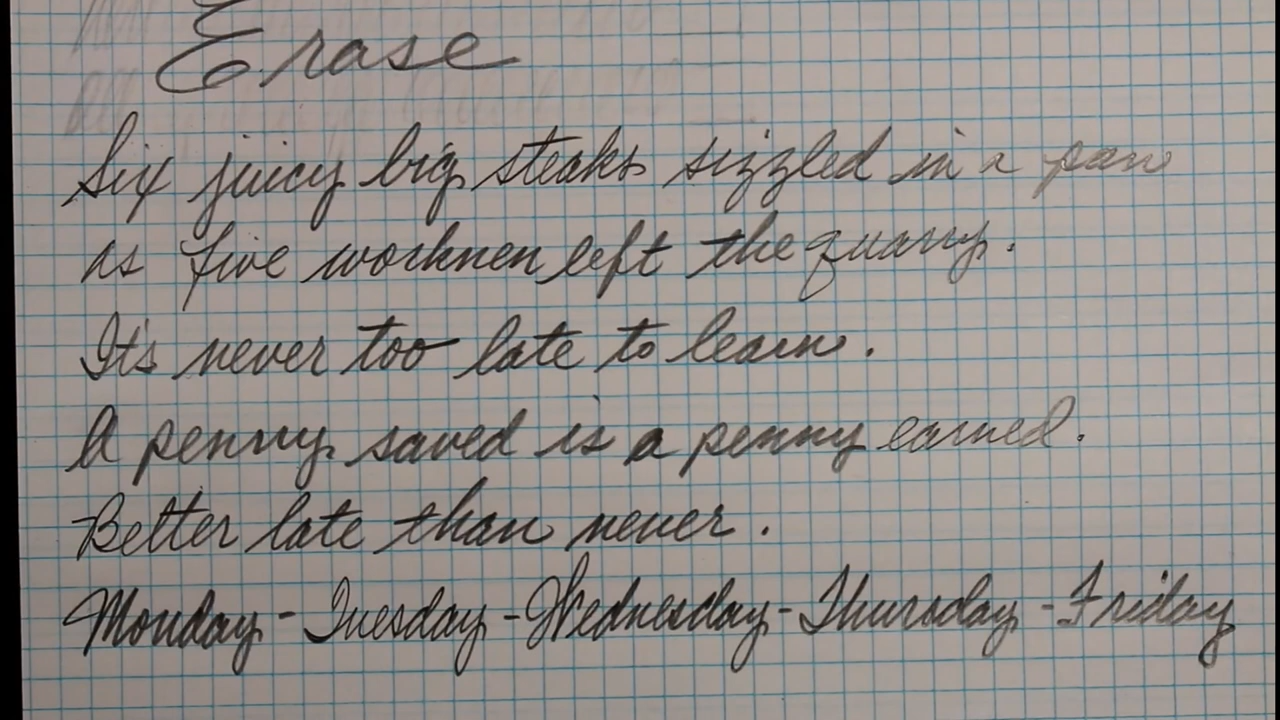 Erase
Six juicy big steaks sizzled in a pan
as five workmen left the quarry.
It's never too late to learn.
A penny saved is a penny earned.
Better late than never.
Monday - Tuesday - Wednesday - Thursday - Friday